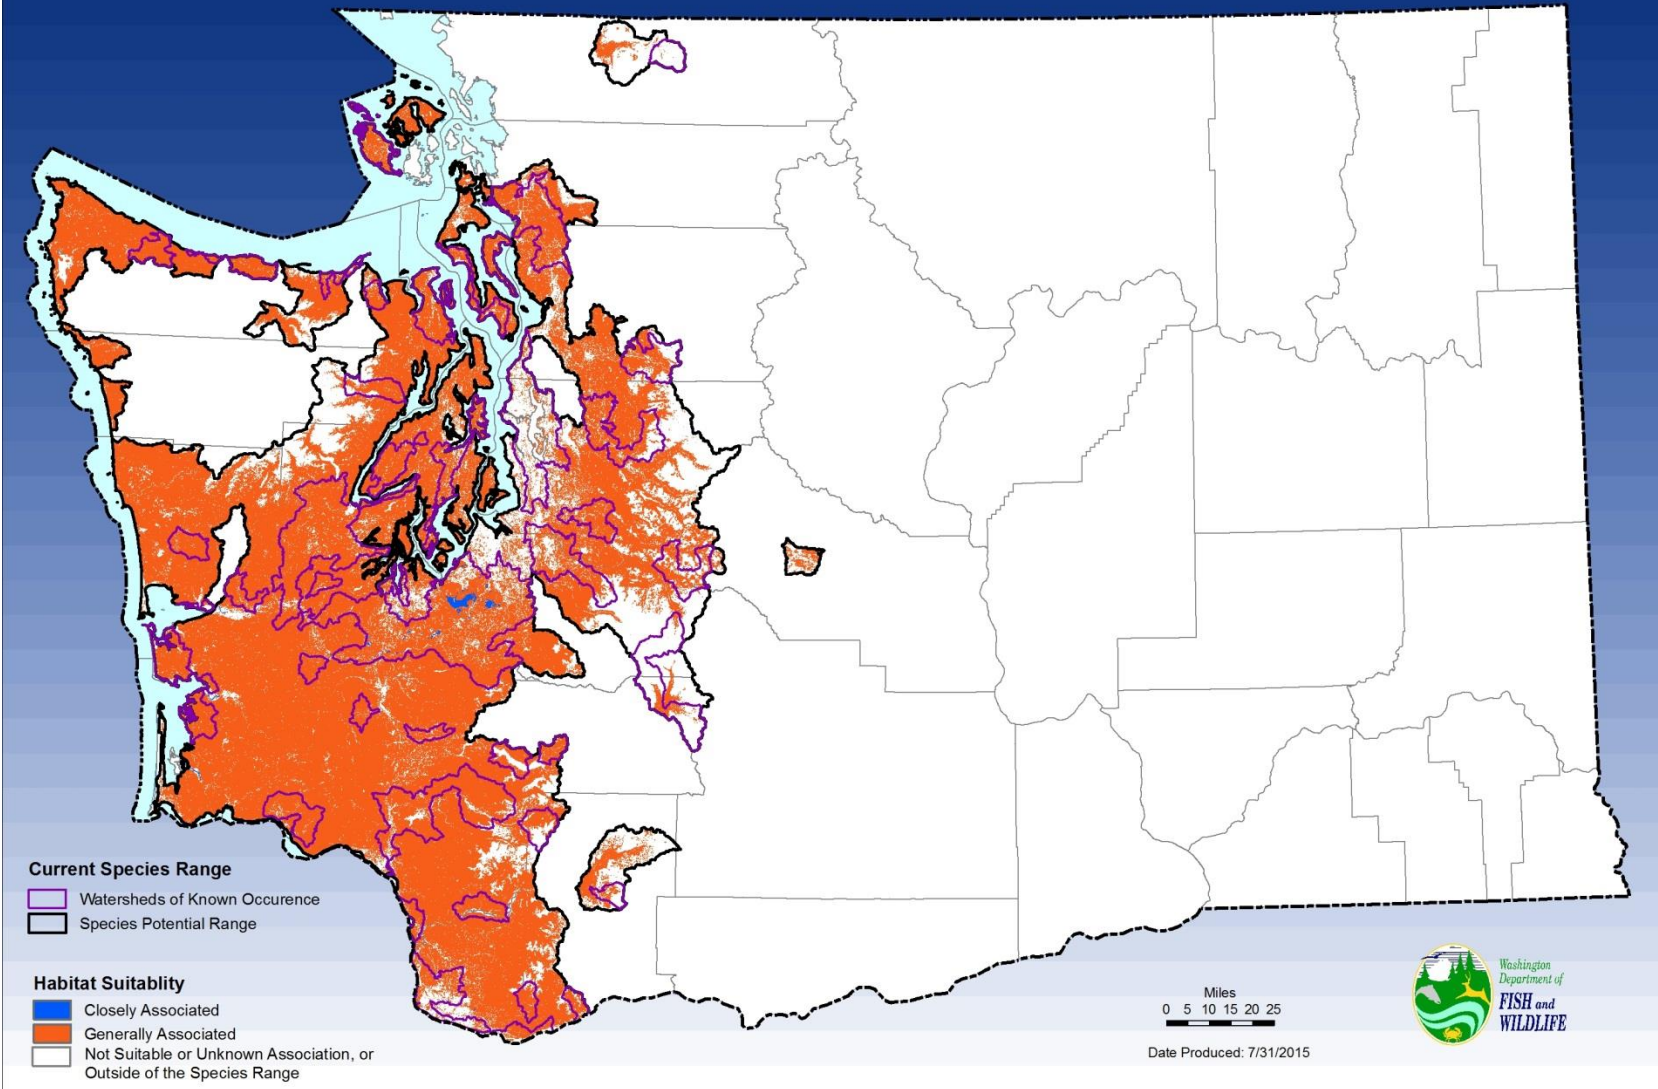 Current Species Range
Watersheds of Known Occurence
Species Potential Range
Habitat Suitablity
Closely Associated
Generally Associated
Not Suitable or Unknown Association, or
Outside of the Species Range
Miles
0 5 10 15 20 25
Date Produced: 7/31/2015
Washington
Department of
FISH and
WILDLIFE